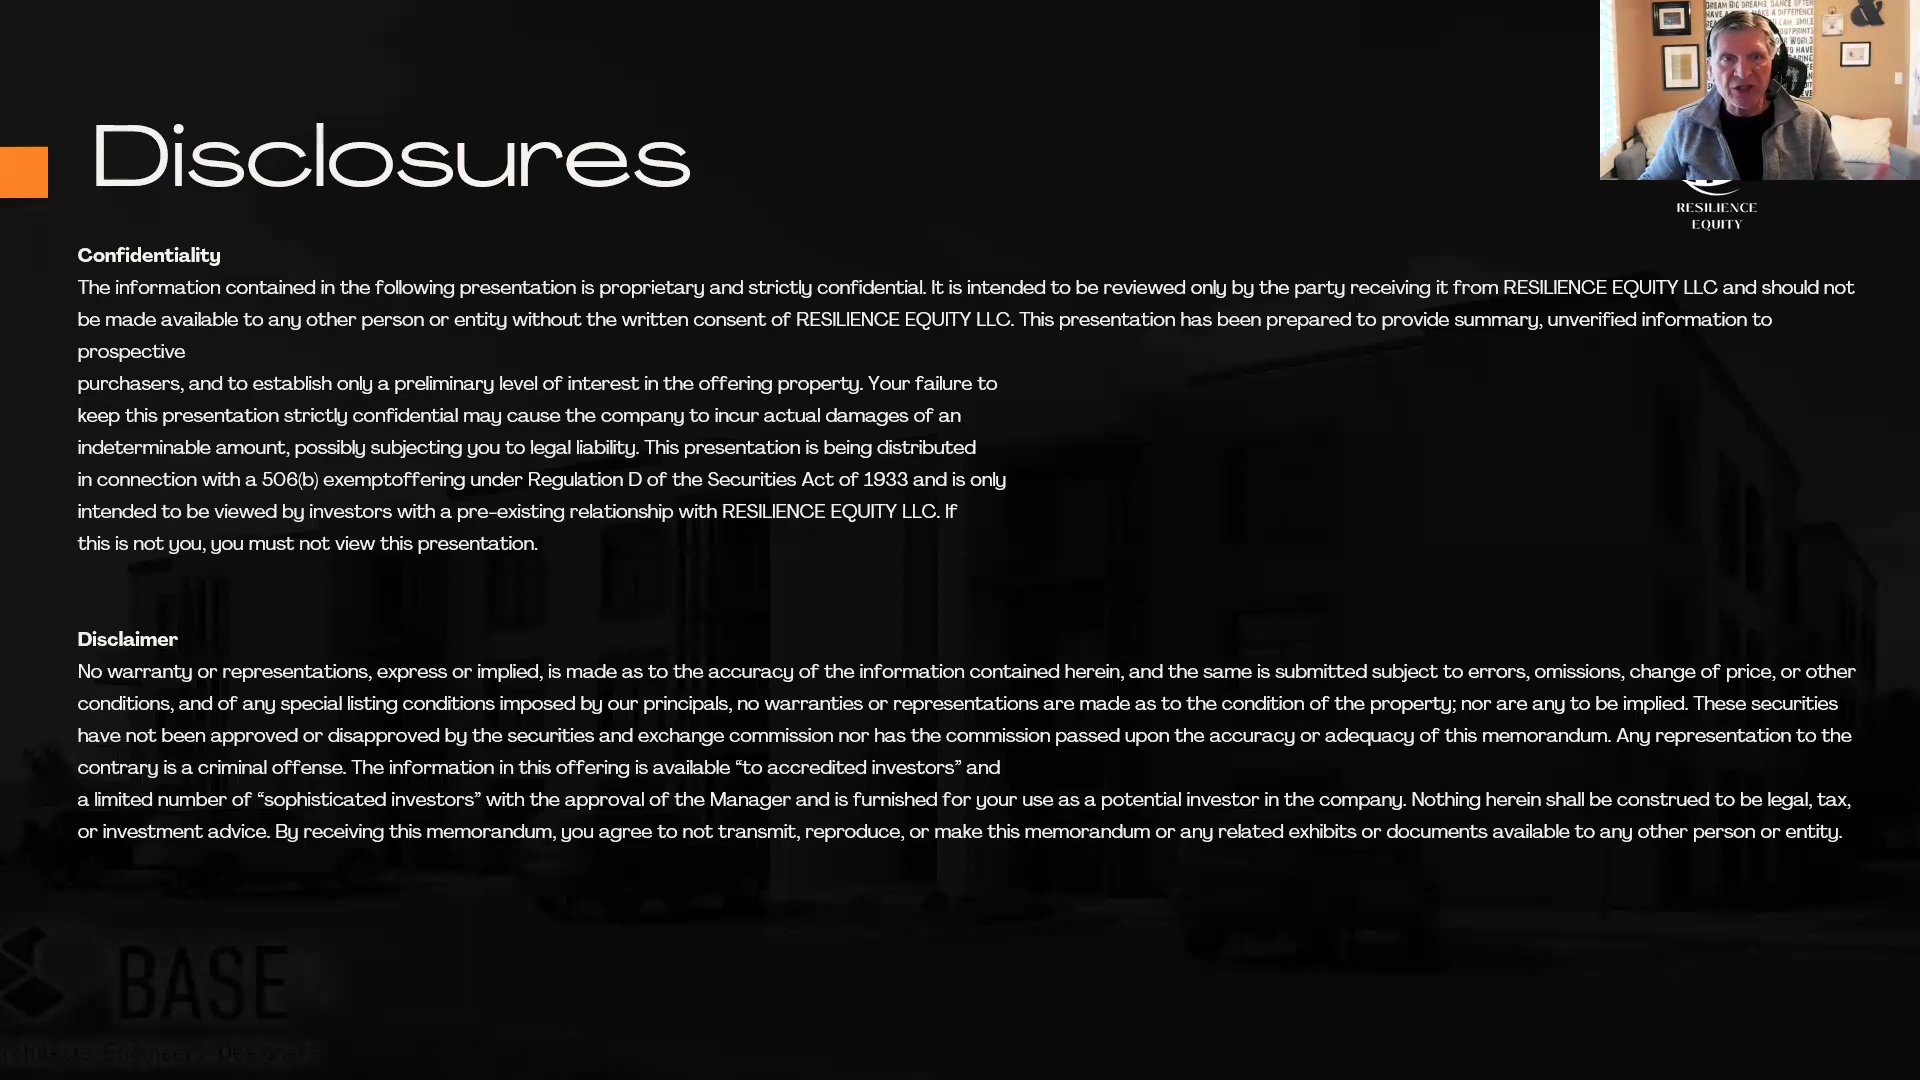 Disclosures
RESILIENCE
EQUITY
Confidentiality
The information contained in the following presentation is proprietary and strictly confidential. It is intended to be reviewed only by the party receiving it from RESILIENCE EQUITY LLC and should not
be made available to any other person or entity without the written consent of RESILIENCE EQUITY LLC. This presentation has been prepared to provide summary, unverified information to
prospective
purchasers, and to establish only a preliminary level of interest in the offering property. Your failure to
keep this presentation strictly confidential may cause the company to incur actual damages of an
indeterminable amount, possibly subjecting you to legal liability. This presentation is being distributed
in connection with a 506(b) exemptoffering under Regulation D of the Securities Act of 1933 and is only
intended to be viewed by investors with a pre-existing relationship with RESILIENCE EQUITY LLC. If
this is not you, you must not view this presentation.
Disclaimer
No warranty or representations, express or implied, is made as to the accuracy of the information contained herein, and the same is submitted subject to errors, omissions, change of price, or other
conditions, and of any special listing conditions imposed by our principals, no warranties or representations are made as to the condition of the property; nor are any to be implied. These securities
have not been approved or disapproved by the securities and exchange commission nor has the commission passed upon the accuracy or adequacy of this memorandum. Any representation to the
contrary is a criminal offense. The information in this offering is available “to accredited investors” and
a limited number of “sophisticated investors” with the approval of the Manager and is furnished for your use as a potential investor in the company. Nothing herein shall be construed to be legal, tax,
or investment advice. By receiving this memorandum, you agree to not transmit, reproduce, or make this memorandum or any related exhibits or documents available to any other person or entity.
BASE